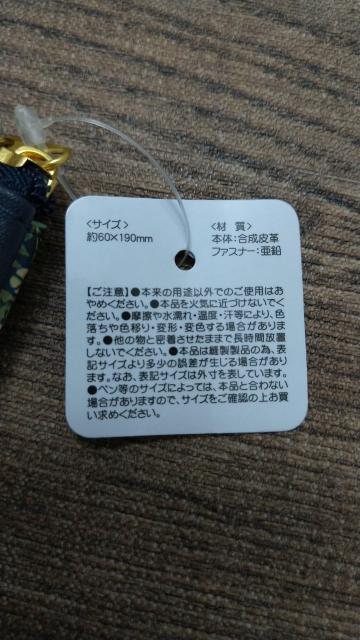 <サイズ>
約60×190mm
<材 質>
本体:合成皮革
ファスナー:亜鉛
【ご注意】●本来の用途以外でのご使用は
おやめください。●本品を火気に近づけないでく
ださい。●摩擦や水濡れ・温度・汗等により、色
落ちや色移り・変形・変色する場合がありま
す。●他の物と密着させたままで長時間放置
しないでください。●本品は縫製製品の為、表
記サイズより多少の誤差が生じる場合があり
ます。なお、表記サイズは外寸を表しています。
●ペン等のサイズによっては、本品と合わない
場合がありますので、サイズをご確認の上お買
い求めください。